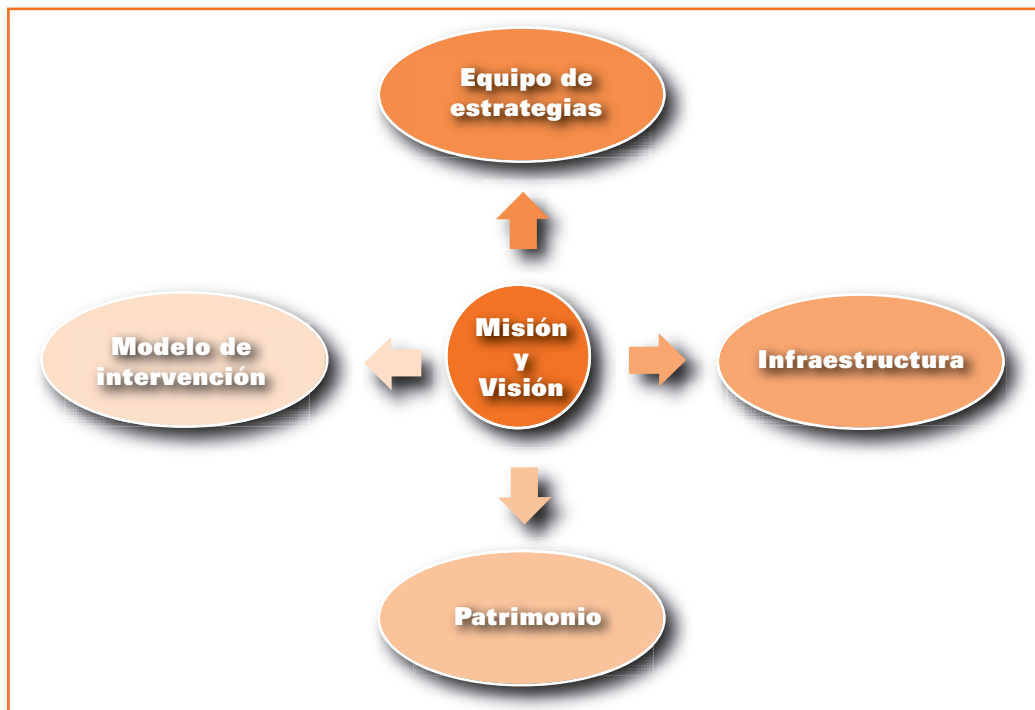 Equipo de
estrategias
Modelo de
intervención
Misión
y
Visión
Infraestructura
Patrimonio